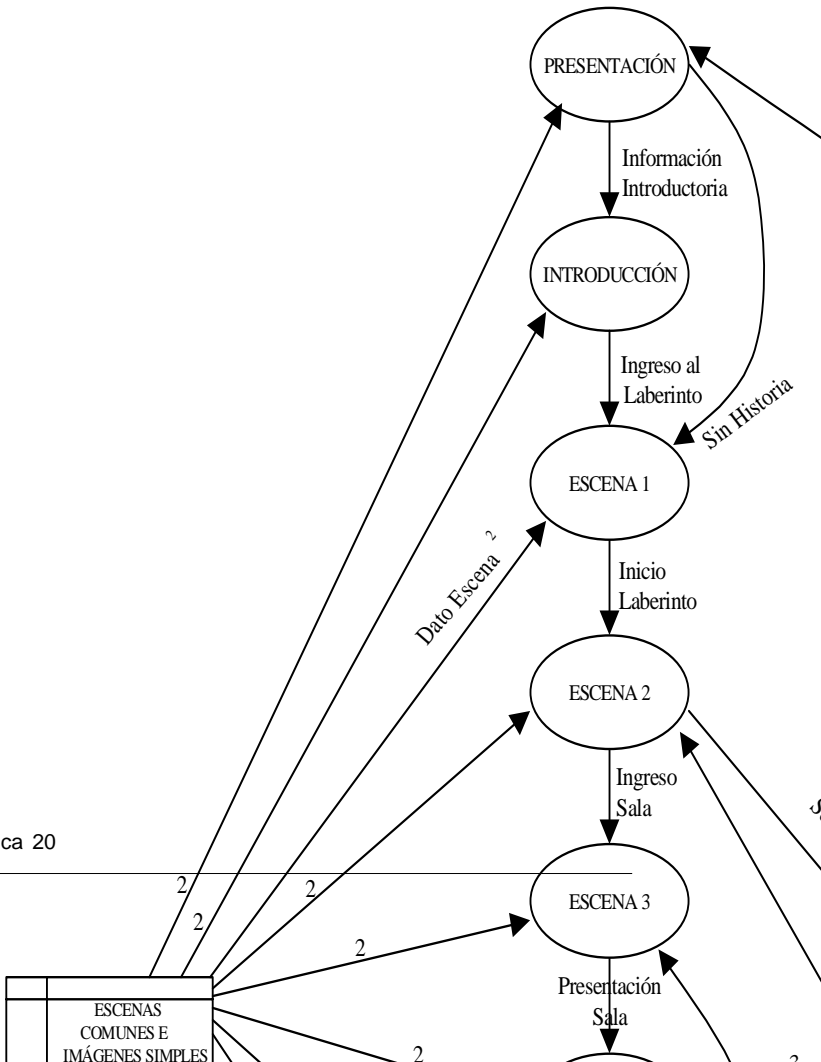 PRESENTACIÓN
Información
Introductoria
INTRODUCCIÓN
Ingreso al
Laberinto
Sin Historia
ESCENA 1
Dato Escena 2
Inicio
Laberinto
ESCENA 2
Ingreso
Sala
ca 20
2
2
2
ESCENA 3
2
Presentación
Sala
ESCENAS
COMUNES E
IMÁGENES SIMPLES
2
2